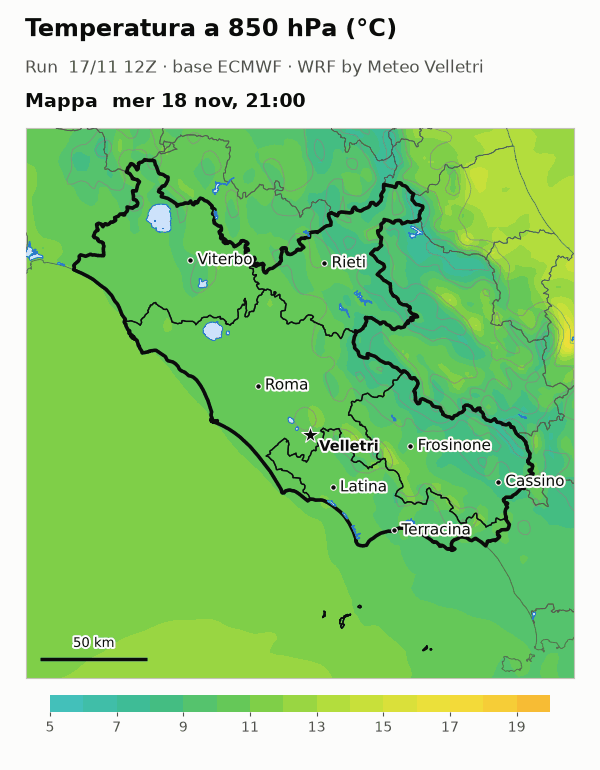 Temperatura a 850 hPa (°C)
Run  17/11 12Z · base ECMWF · WRF by Meteo Velletri
Mappa  mer 18 nov, 21:00
Viterbo
Rieti
Roma
Velletri
Frosinone
Latina
Cassino
Terracina
50 km
5 7 9 11 13 15 17 19